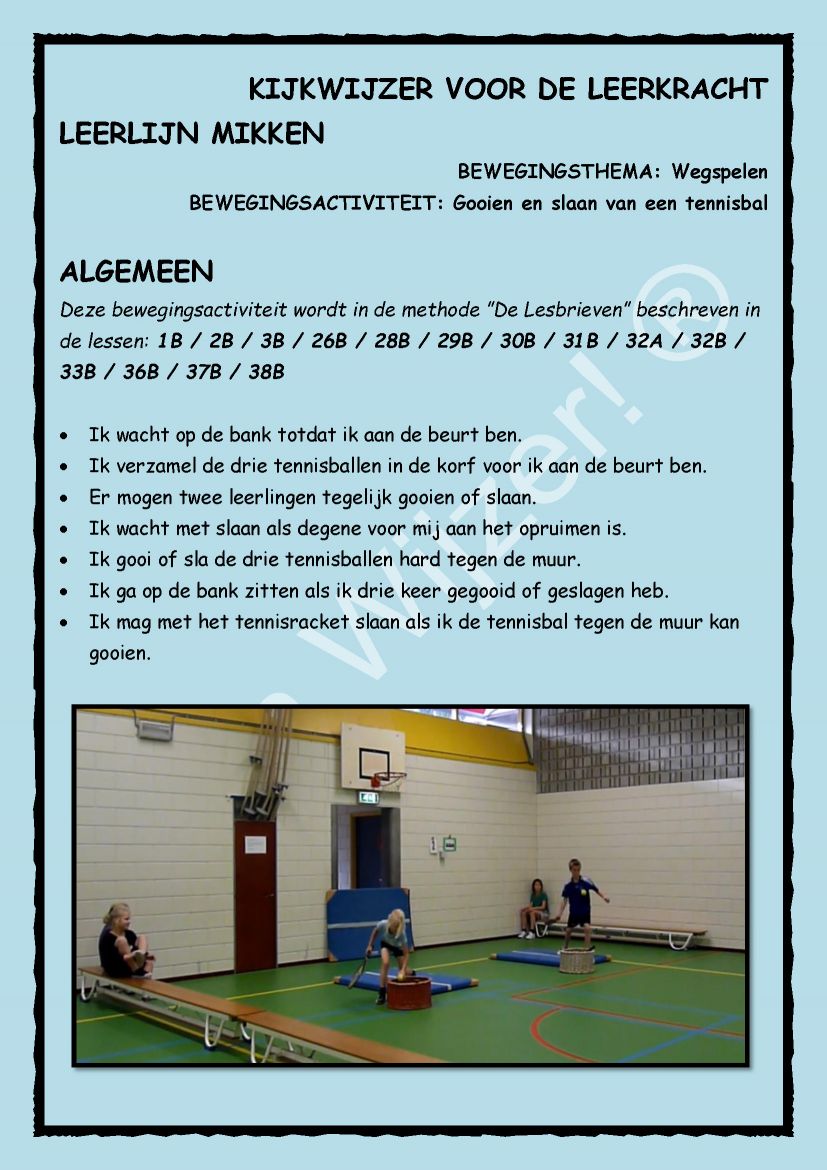 KIJKWIJZER VOOR DE LEERKRACHT
LEERLIJN MIKKEN
BEWEGINGSTHEMA: Wegspelen
BEWEGINGSACTIVITEIT: Gooien en slaan van een tennisbal
ALGEMEEN
Deze bewegingsactiviteit wordt in de methode "De Lesbrieven" beschreven in
de lessen: 1B / 2B / 3B / 26B / 28B / 29B / 30B / 31B / 32A / 32B /
33B / 36B / 37B / 38B
• Ik wacht op de bank totdat ik aan de beurt ben.
• Ik verzamel de drie tennisballen in de korf voor ik aan de beurt ben.
• Er mogen twee leerlingen tegelijk gooien of slaan.
• Ik wacht met slaan als degene voor mij aan het opruimen is.
• Ik gooi of sla de drie tennisballen hard tegen de muur.
• Ik ga op de bank zitten als ik drie keer gegooid of geslagen heb.
• Ik mag met het tennisracket slaan als ik de tennisbal tegen de muur kan
gooien.
Wijzer! ®